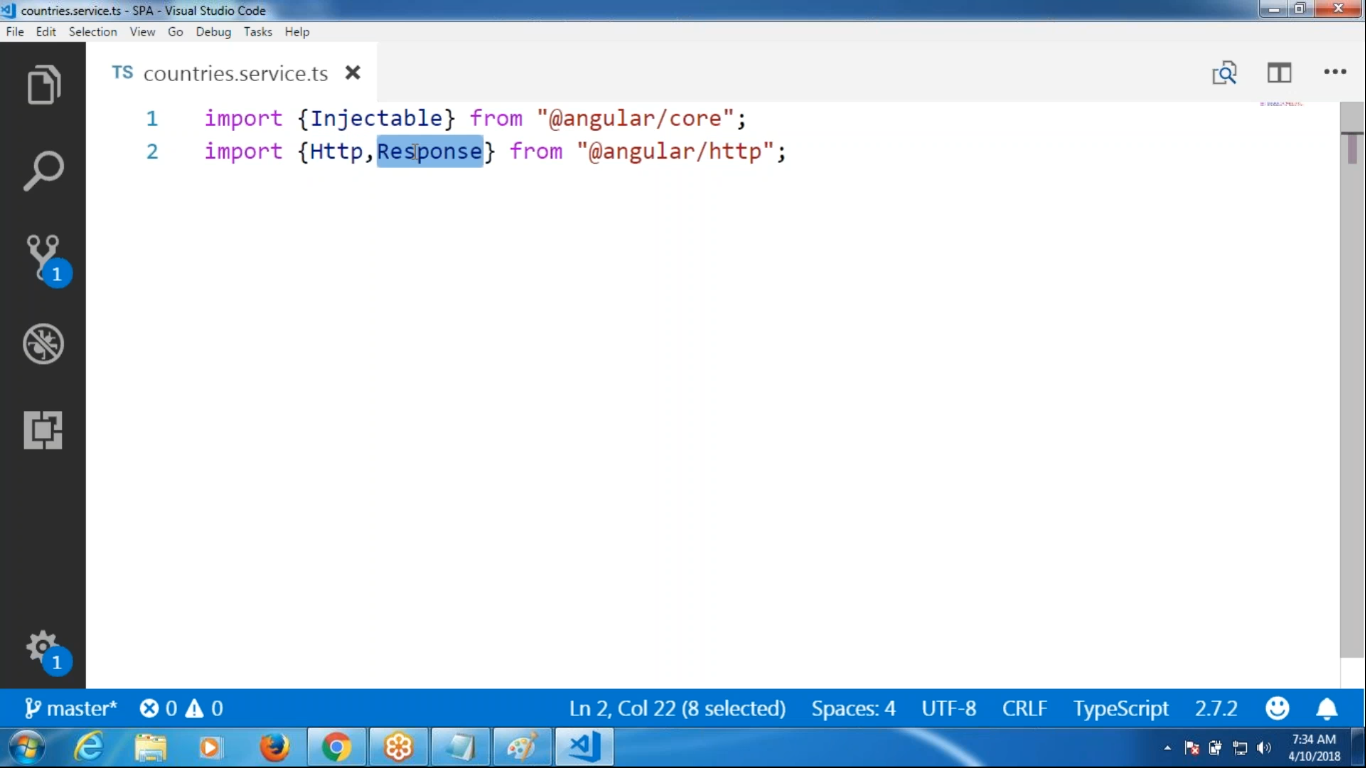 countries.service.ts - SPA - Visual Studio Code
File Edit Selection View Go Debug Tasks Help
TS countries.service.ts
1 import {Injectable} from "@angular/core";
2 import {Http,Response} from "@angular/http";
1
1
master* 0 0 Ln 2, Col 22 (8 selected) Spaces: 4 UTF-8 CRLF TypeScript 2.7.2
7:34 AM
4/10/2018